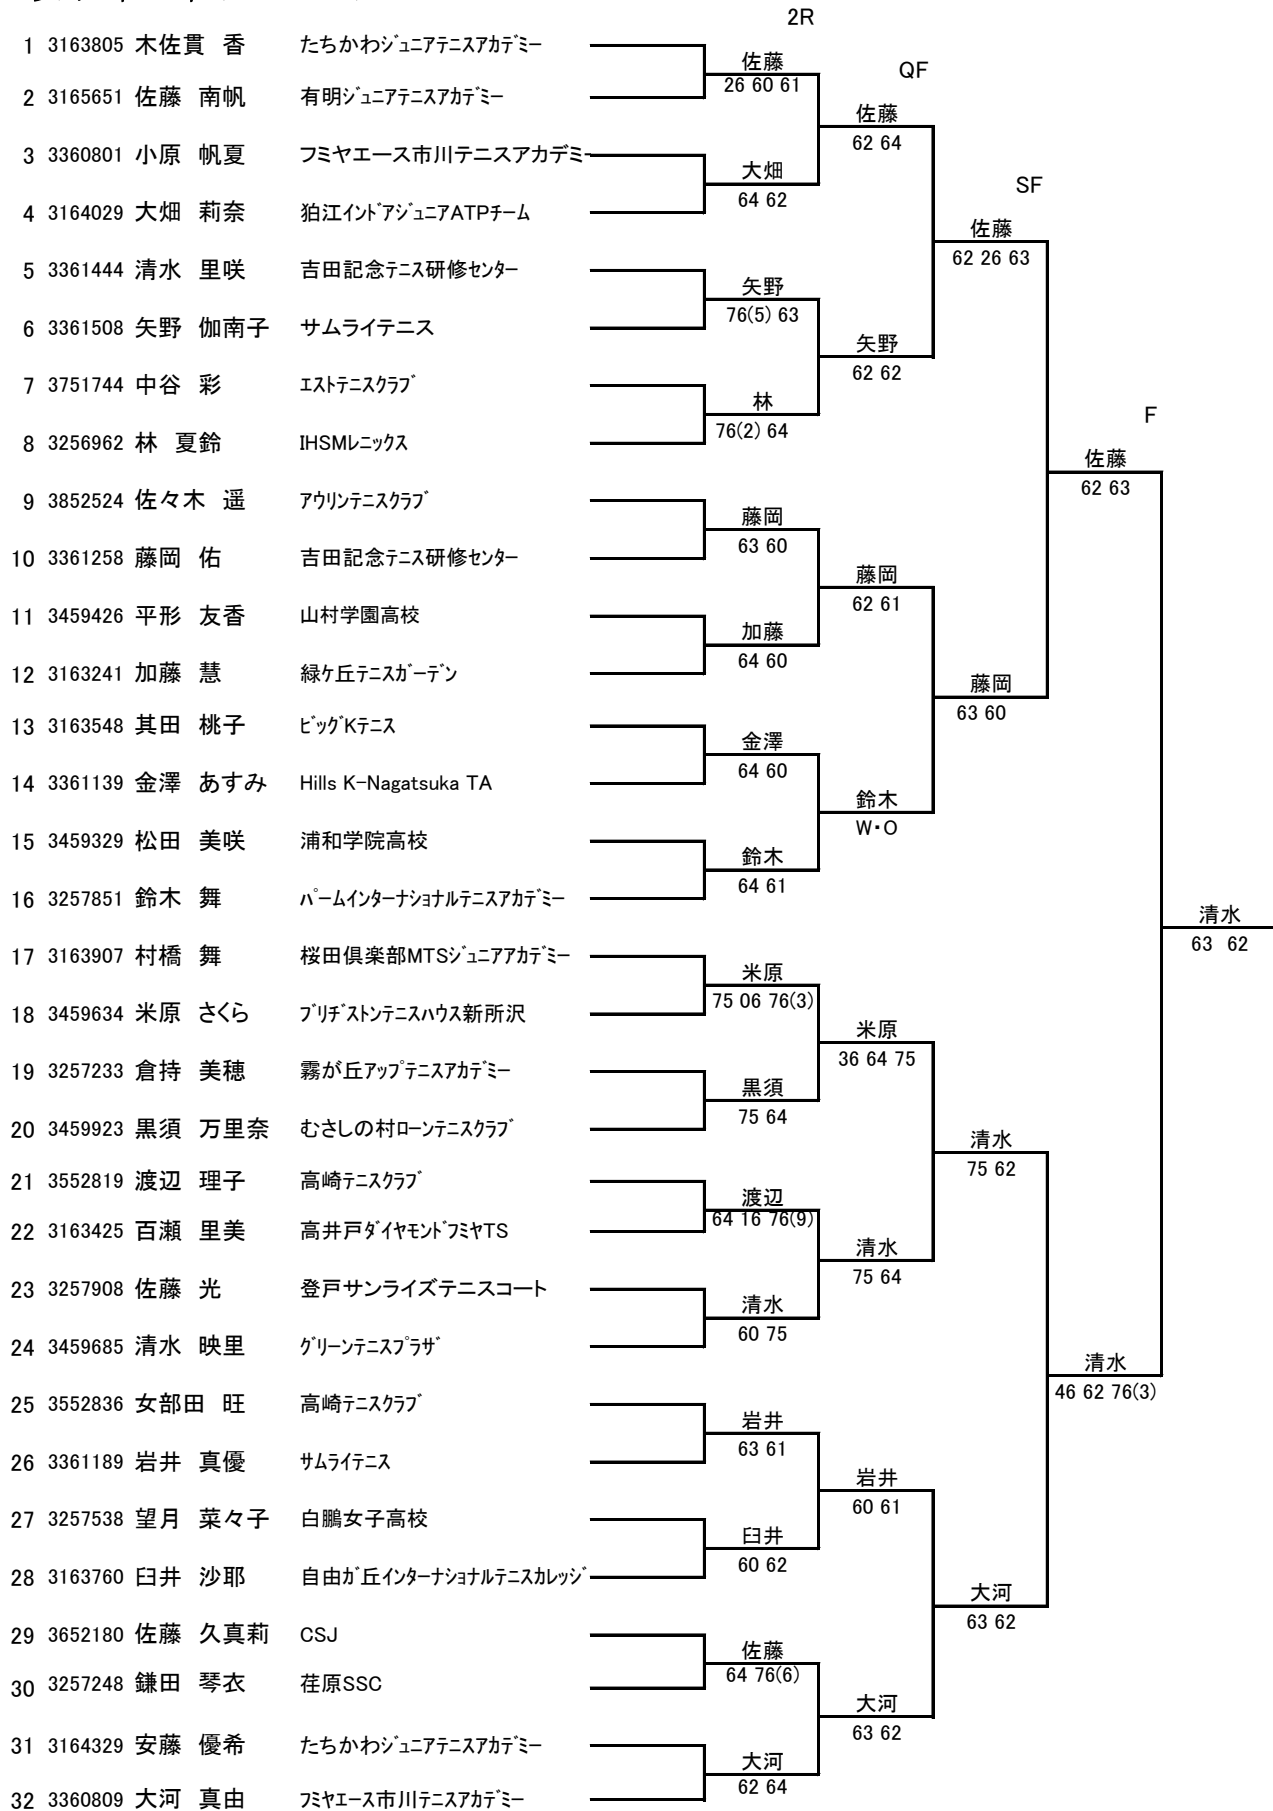 2R
QF
SF
F
1 3163805 木佐貫 香 たちかわジュニアテニスアカデミー
2 3165651 佐藤 南帆 有明ジュニアテニスアカデミー
3 3360801 小原 帆夏 フミヤエース市川テニスアカデミー
4 3164029 大畑 莉奈 狛江インドアジュニアATPチーム
5 3361444 清水 里咲 吉田記念テニス研修センター
6 3361508 矢野 伽南子 サムライテニス
7 3751744 中谷 彩 エストテニスクラブ
8 3256962 林 夏鈴 IHSMレニックス
9 3852524 佐々木 遥 アウリンテニスクラブ
10 3361258 藤岡 佑 吉田記念テニス研修センター
11 3459426 平形 友香 山村学園高校
12 3163241 加藤 慧 緑ケ丘テニスガーデン
13 3163548 其田 桃子 ビッグKテニス
14 3361139 金澤 あすみ Hills K-Nagatsuka TA
15 3459329 松田 美咲 浦和学院高校
16 3257851 鈴木 舞 パームインターナショナルテニスアカデミー
17 3163907 村橋 舞 桜田倶楽部MTSジュニアアカデミー
18 3459634 米原 さくら ブリヂストンテニスハウス新所沢
19 3257233 倉持 美穂 霧が丘アップテニスアカデミー
20 3459923 黒須 万里奈 むさしの村ローンテニスクラブ
21 3552819 渡辺 理子 高崎テニスクラブ
22 3163425 百瀬 里美 高井戸ダイヤモンドフミヤTS
23 3257908 佐藤 光 登戸サンライズテニスコート
24 3459685 清水 映里 グリーンテニスプラザ
25 3552836 女部田 旺 高崎テニスクラブ
26 3361189 岩井 真優 サムライテニス
27 3257538 望月 菜々子 白鵬女子高校
28 3163760 臼井 沙耶 自由が丘インターナショナルテニスカレッジ
29 3652180 佐藤 久真莉 CSJ
30 3257248 鎌田 琴衣 荏原SSC
31 3164329 安藤 優希 たちかわジュニアテニスアカデミー
32 3360809 大河 真由 フミヤエース市川テニスアカデミー
佐藤
26 60 61
大畑
64 62
矢野
76(5) 63
林
76(2) 64
藤岡
63 60
加藤
64 60
金澤
64 60
鈴木
64 61
米原
75 06 76(3)
黒須
75 64
渡辺
64 16 76(9)
清水
60 75
岩井
63 61
臼井
60 62
佐藤
64 76(6)
大河
62 64
佐藤
62 64
矢野
62 62
藤岡
62 61
鈴木
W・O
米原
36 64 75
清水
75 64
岩井
60 61
大河
63 62
佐藤
62 26 63
藤岡
63 60
清水
75 62
大河
63 62
佐藤
62 63
清水
46 62 76(3)
清水
63 62